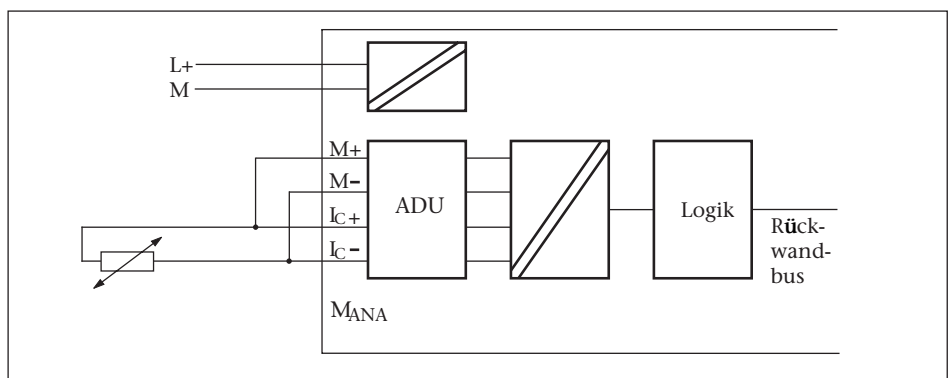 L+
M
M+
M−
IC+
IC−
ADU
Logik
Rück-
wand-
bus
MANA